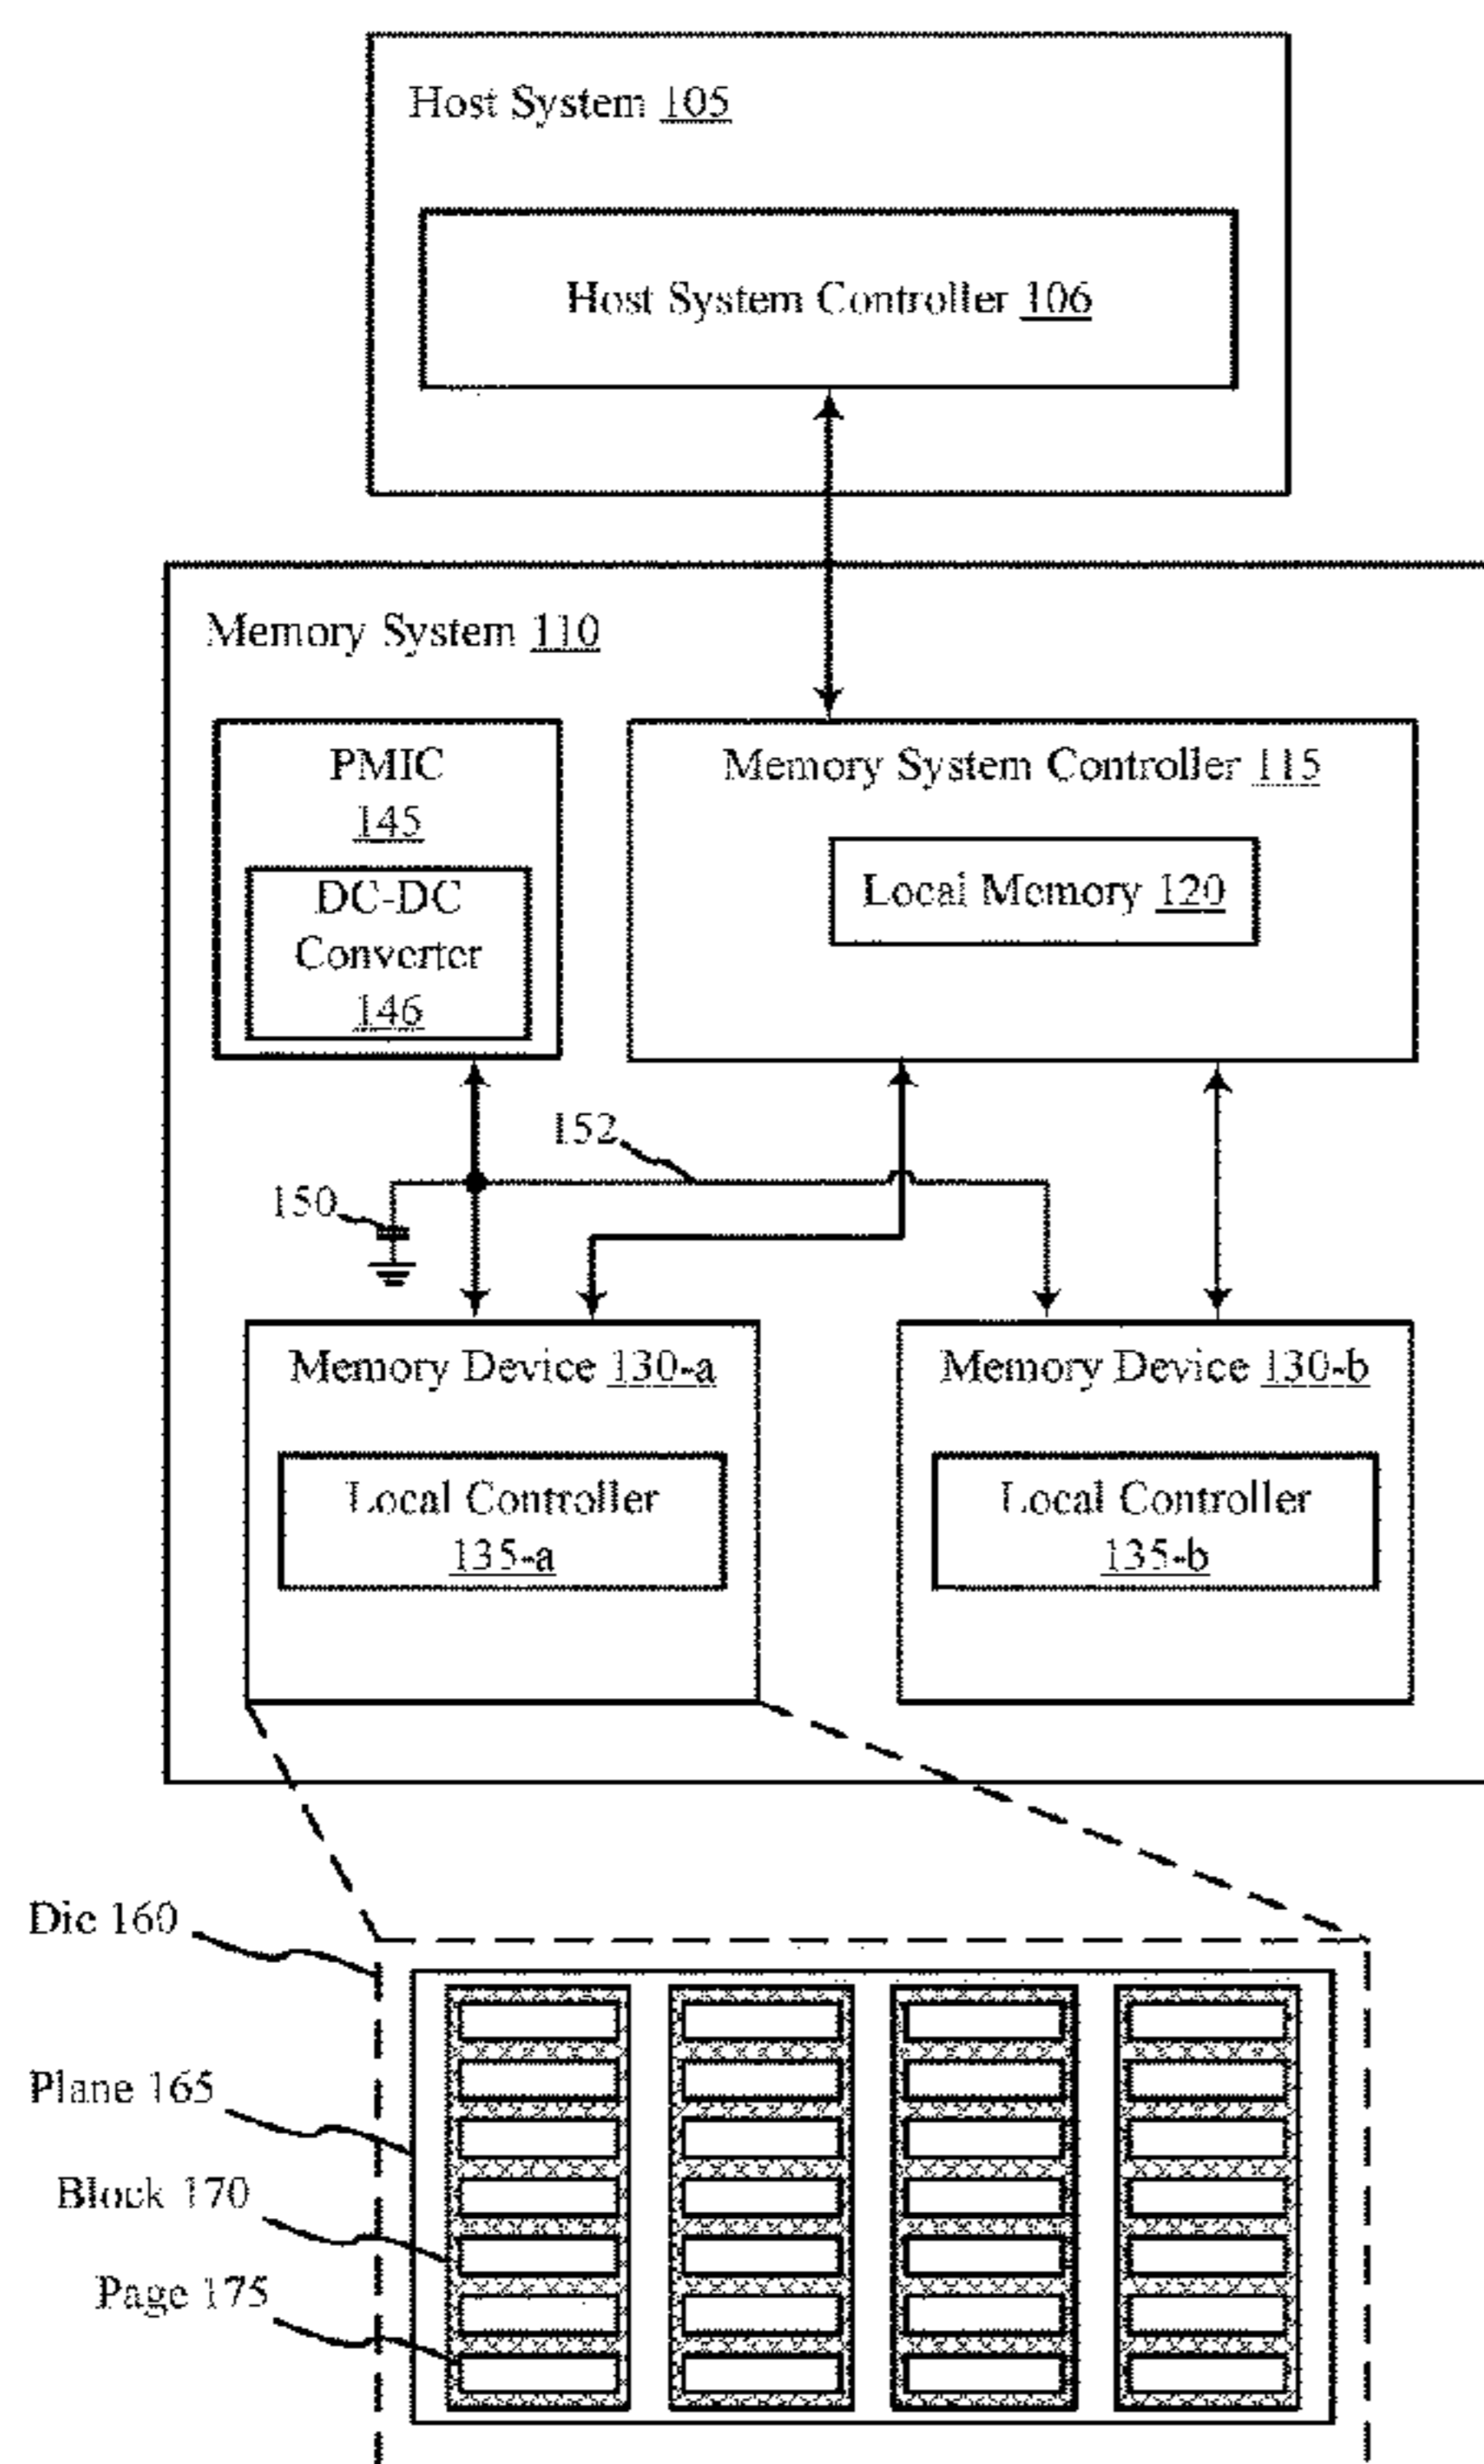 Host System 105
Host System Controller 106
Memory System 110
PMIC
145
DC-DC
Converter
146
Memory System Controller 115
Local Memory 120
152
150
Memory Device 130-a
Local Controller
135-a
Memory Device 130-b
Local Controller
135-b
Die 160
Plane 165
Block 170
Page 175